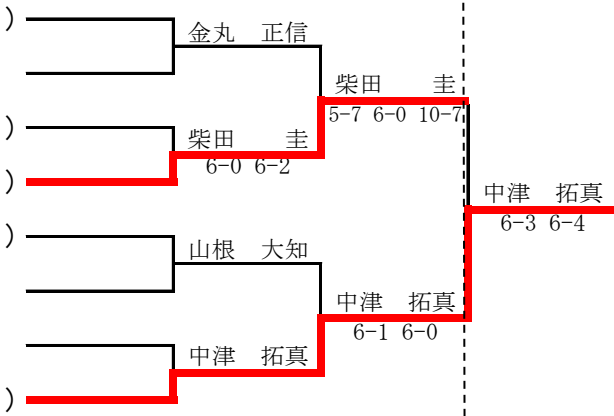 )
金丸　正信
柴田　　圭
5-7 6-0 10-7
)
柴田　　圭
6-0 6-2
)
中津　拓真
6-3 6-4
)
山根　大知
中津　拓真
6-1 6-0
中津　拓真
)